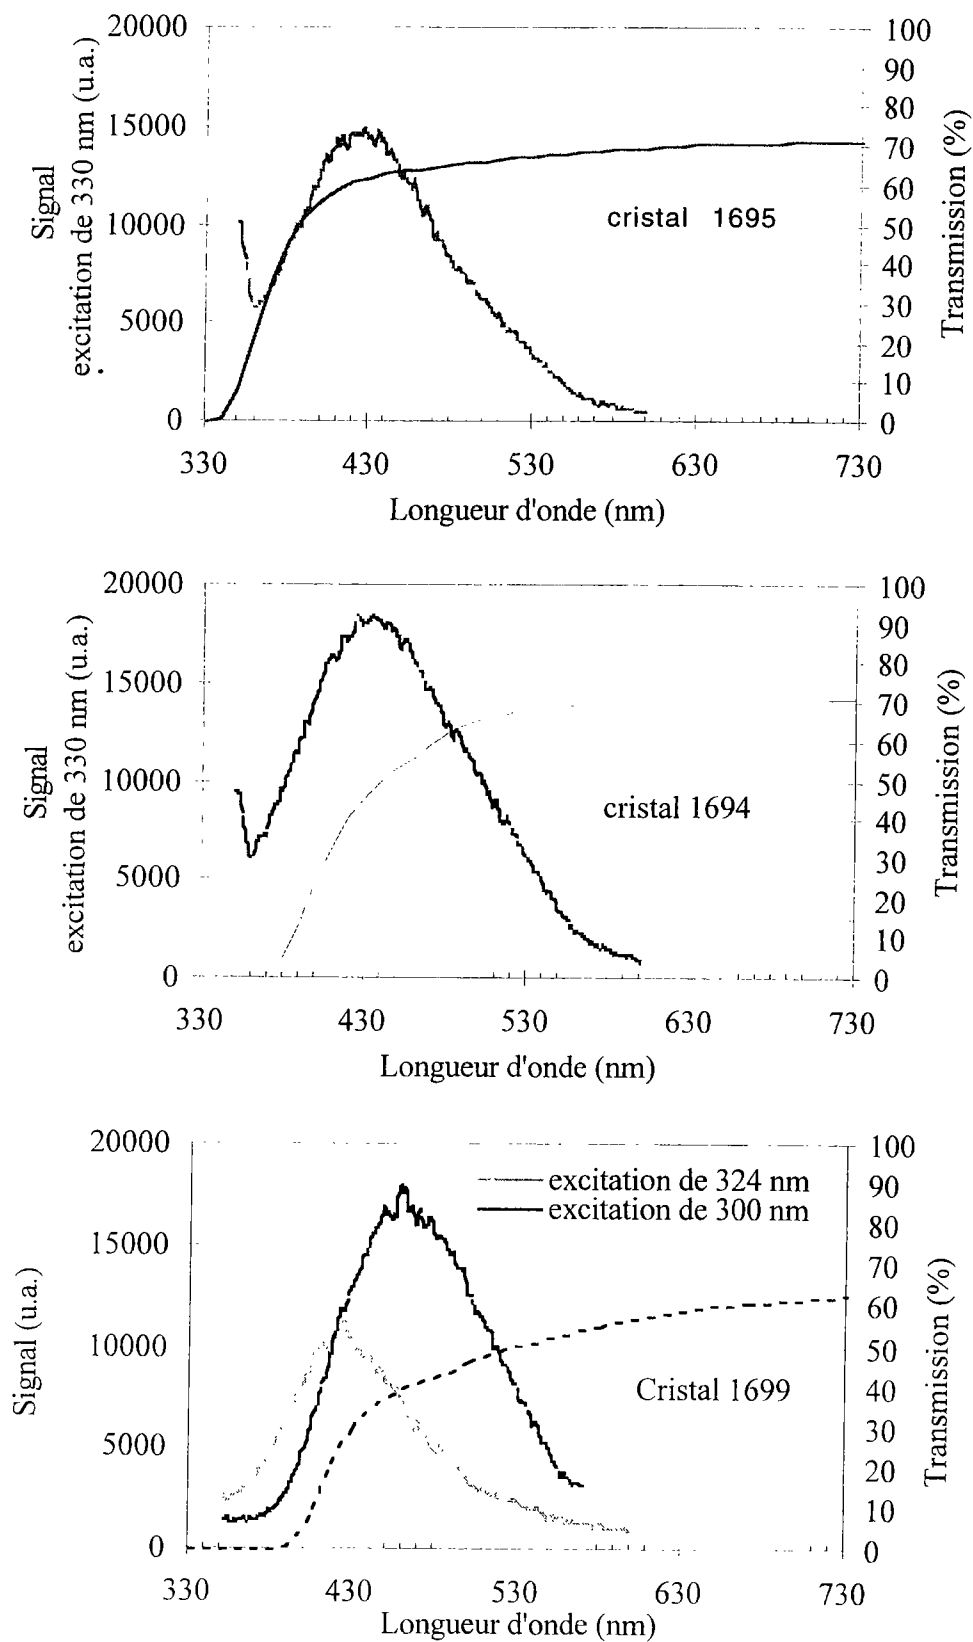 20000
15000
10000
5000
0
Signal
excitation de 330 nm (u.a.)
100
90
80
70
60
50
40
30
20
10
0
Transmission (%)
cristal 1695
330 430 530 630 730
Longueur d'onde (nm)
20000
15000
10000
5000
0
Signal
excitation de 330 nm (u.a.)
100
90
80
70
60
50
40
30
20
10
0
Transmission (%)
cristal 1694
330 430 530 630 730
Longueur d'onde (nm)
20000
15000
10000
5000
0
Signal (u.a.)
excitation de 324 nm
excitation de 300 nm
100
90
80
70
60
50
40
30
20
10
0
Transmission (%)
Cristal 1699
330 430 530 630 730
Longueur d'onde (nm)